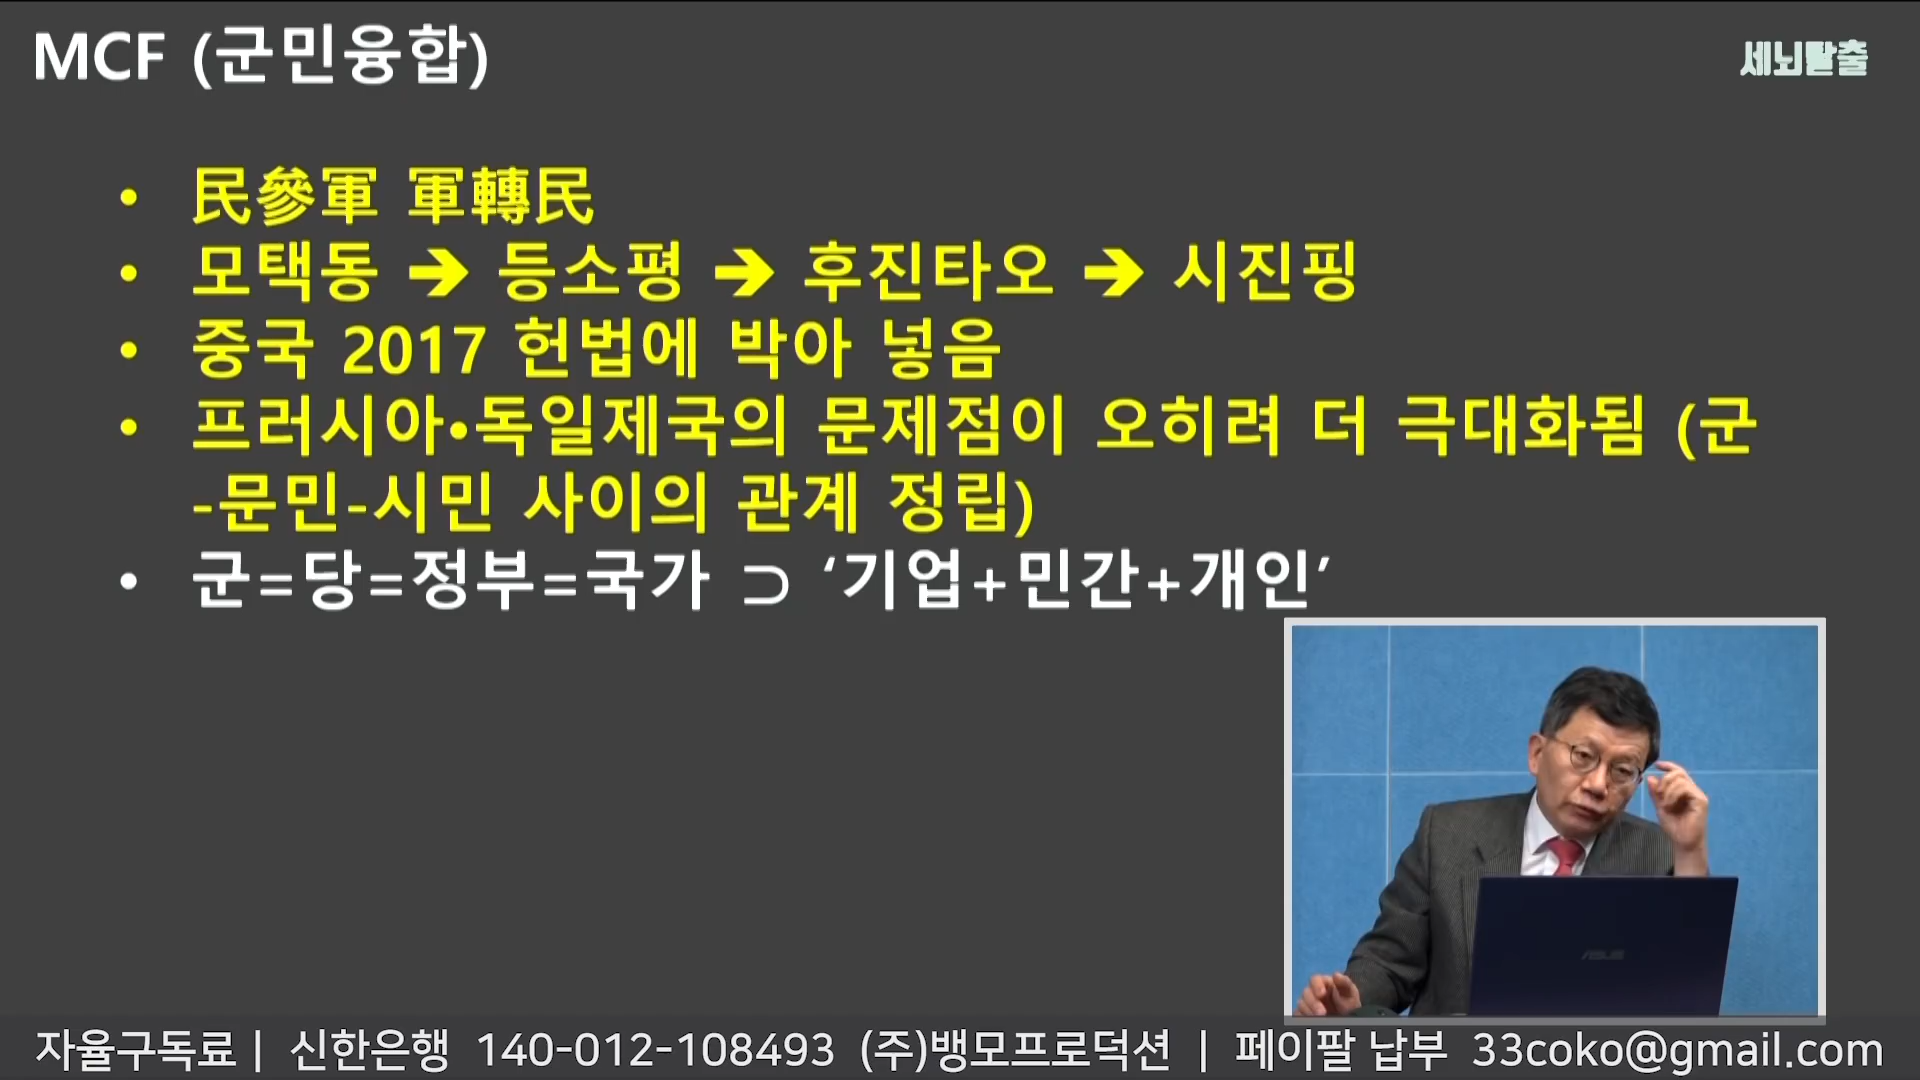 MCF (군민융합)
세뇌탈출
• 民參軍 軍轉民
• 모택동 ➔ 등소평 ➔ 후진타오 ➔ 시진핑
• 중국 2017 헌법에 박아 넣음
• 프러시아•독일제국의 문제점이 오히려 더 극대화됨 (군
-문민-시민 사이의 관계 정립)
• 군=당=정부=국가 ⊃ ‘기업+민간+개인’
ASUS
자율구독료 | 신한은행 140-012-108493 (주)뱅모프로덕션 | 페이팔 납부 33coko@gmail.com